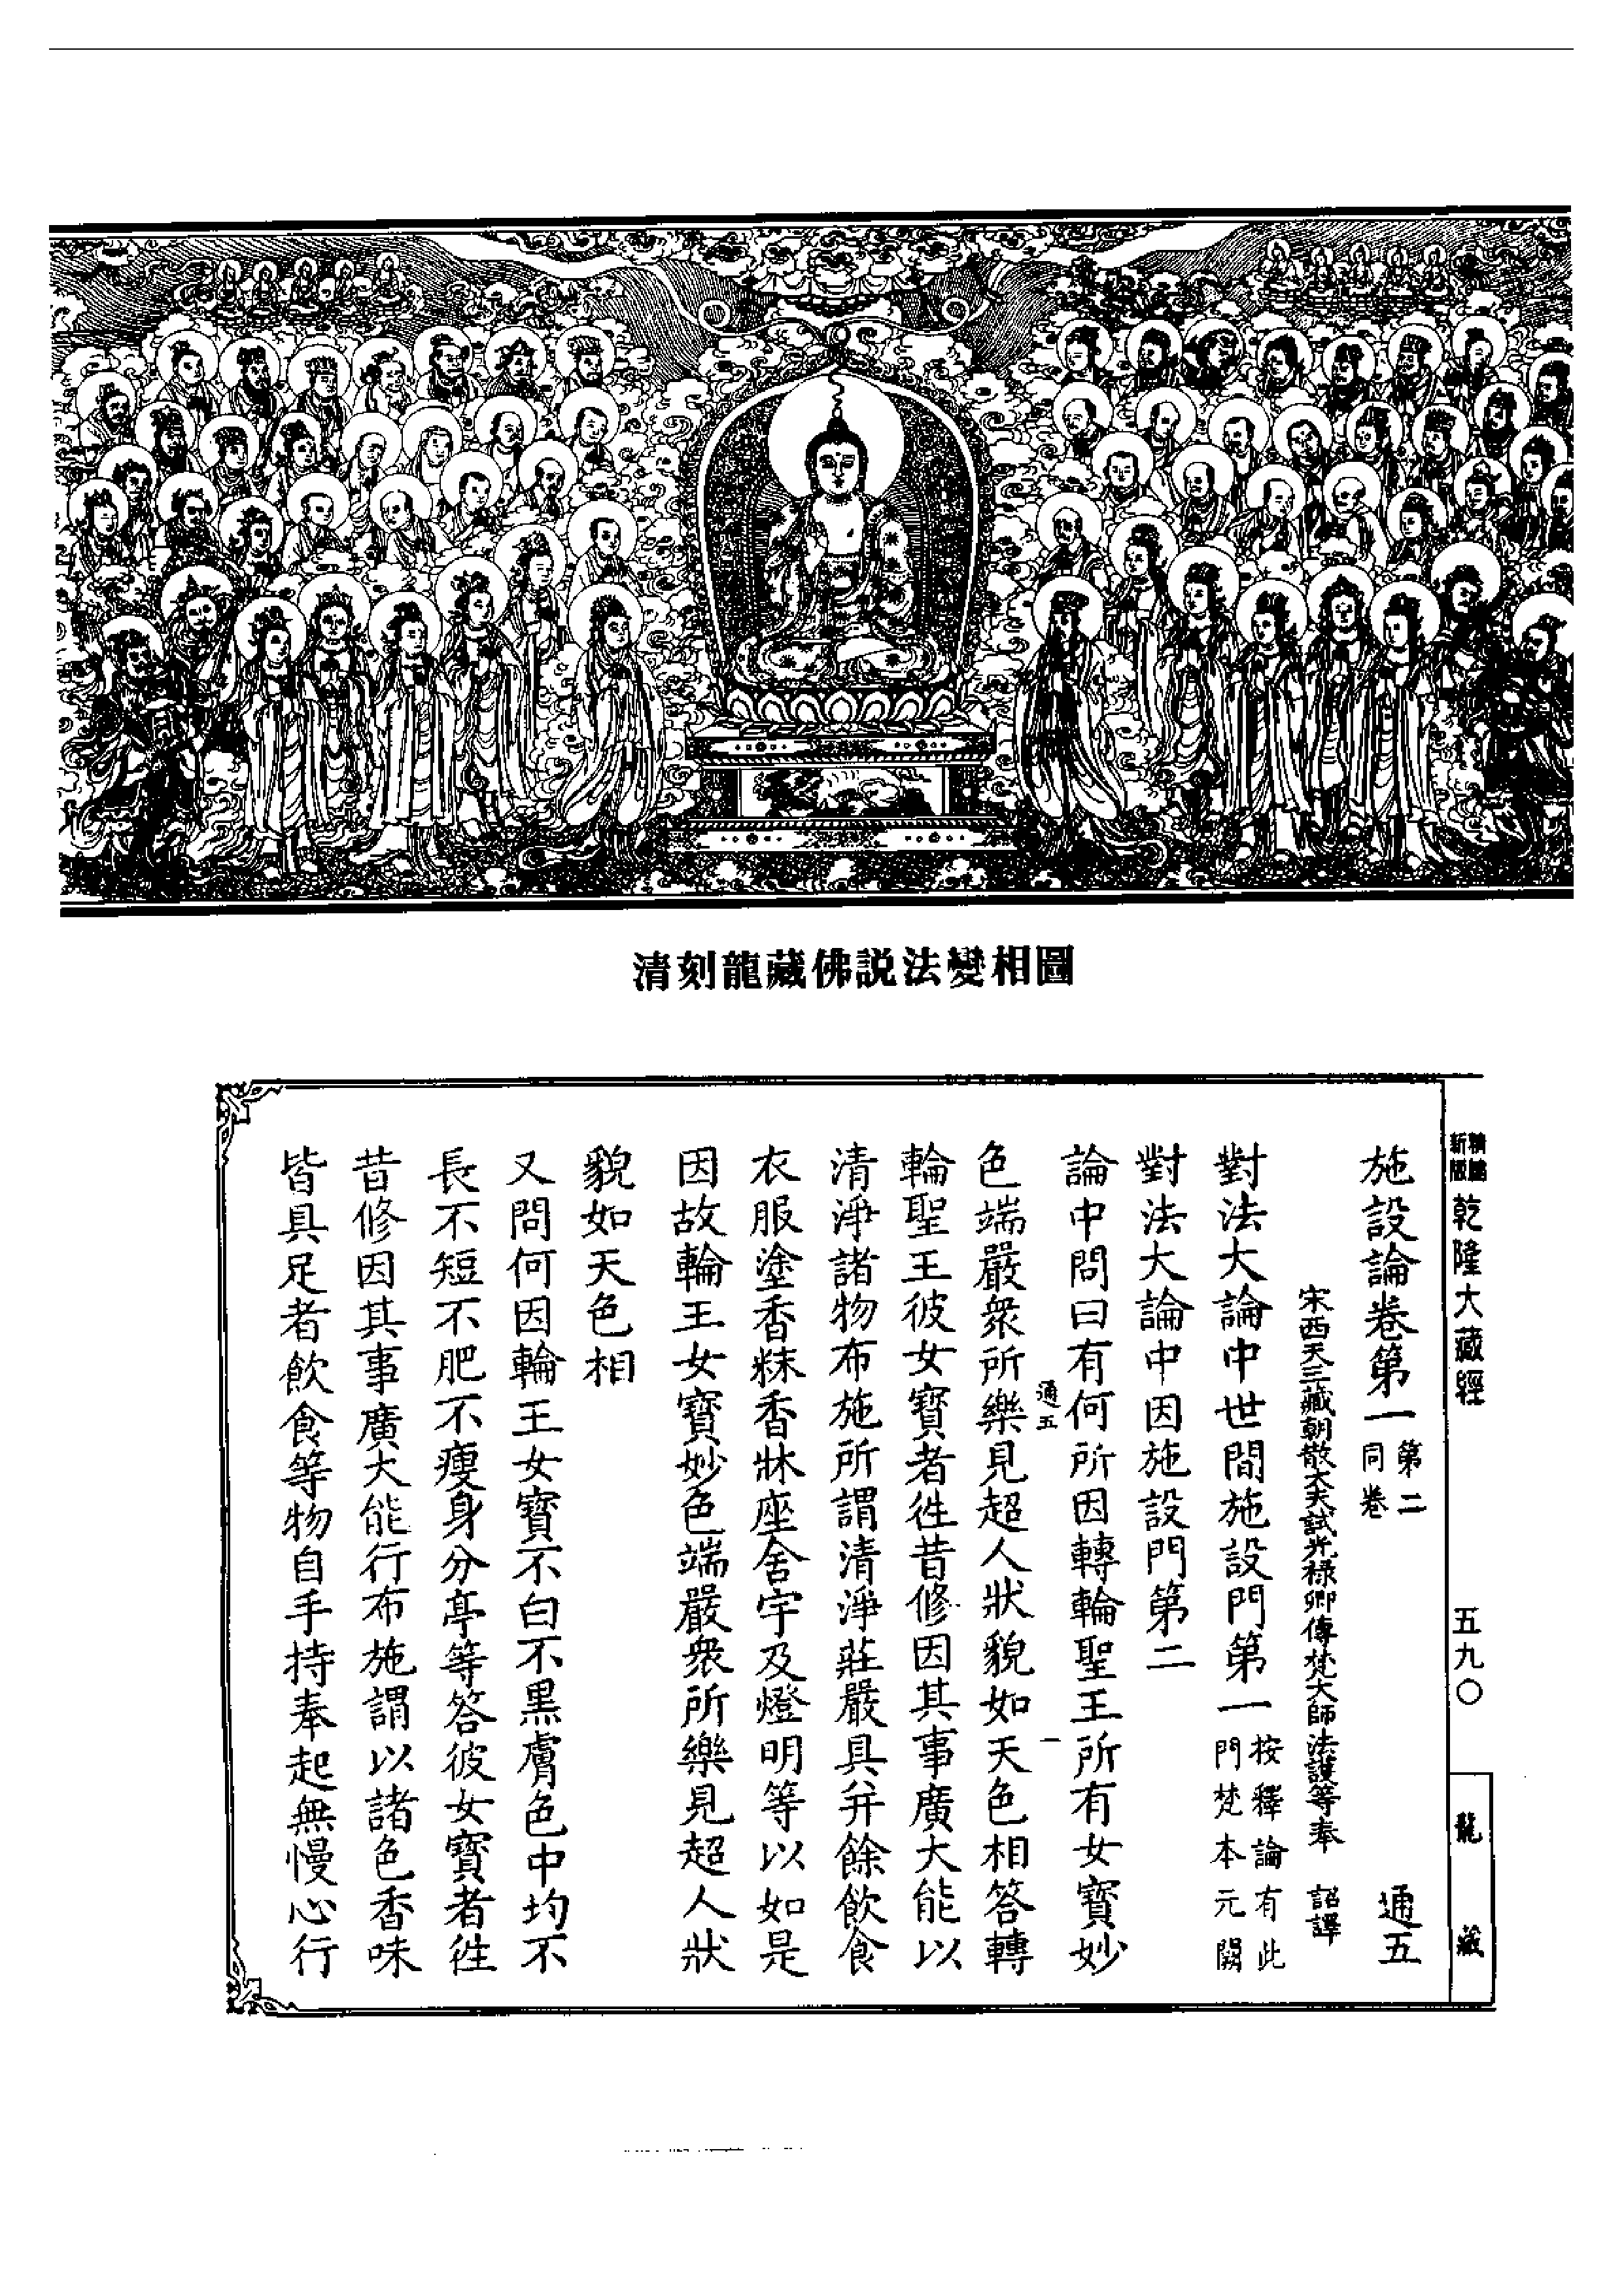 清刻龍藏佛説法變相圖
新版
精縮
乾隆大藏經
五九〇
龍藏
施設論卷第一
第二
同卷
通五
宋西天三藏朝散大夫試光祿卿傳梵大師法護等奉 詔譯
對法大論中世間施設門第一
按釋論有此
門梵本元闕
對法大論中因施設門第二
論中問曰有何所因轉輪聖王所有女寶妙
通五
一
色端嚴衆所樂見超人狀貌如天色相答轉
輪聖王彼女寶者徃昔修因其事廣大能以
清淨諸物布施所謂清淨莊嚴具并餘飲食
衣服塗香粖香牀座舍宇及燈明等以如是
因故輪王女寶妙色端嚴衆所樂見超人狀
貌如天色相
又問何因輪王女寶不白不黑膚色中均不
長不短不肥不瘦身分亭等答彼女寶者徃
昔修因其事廣大能行布施謂以諸色香味
皆具足者飲食等物自手持奉起無慢心行